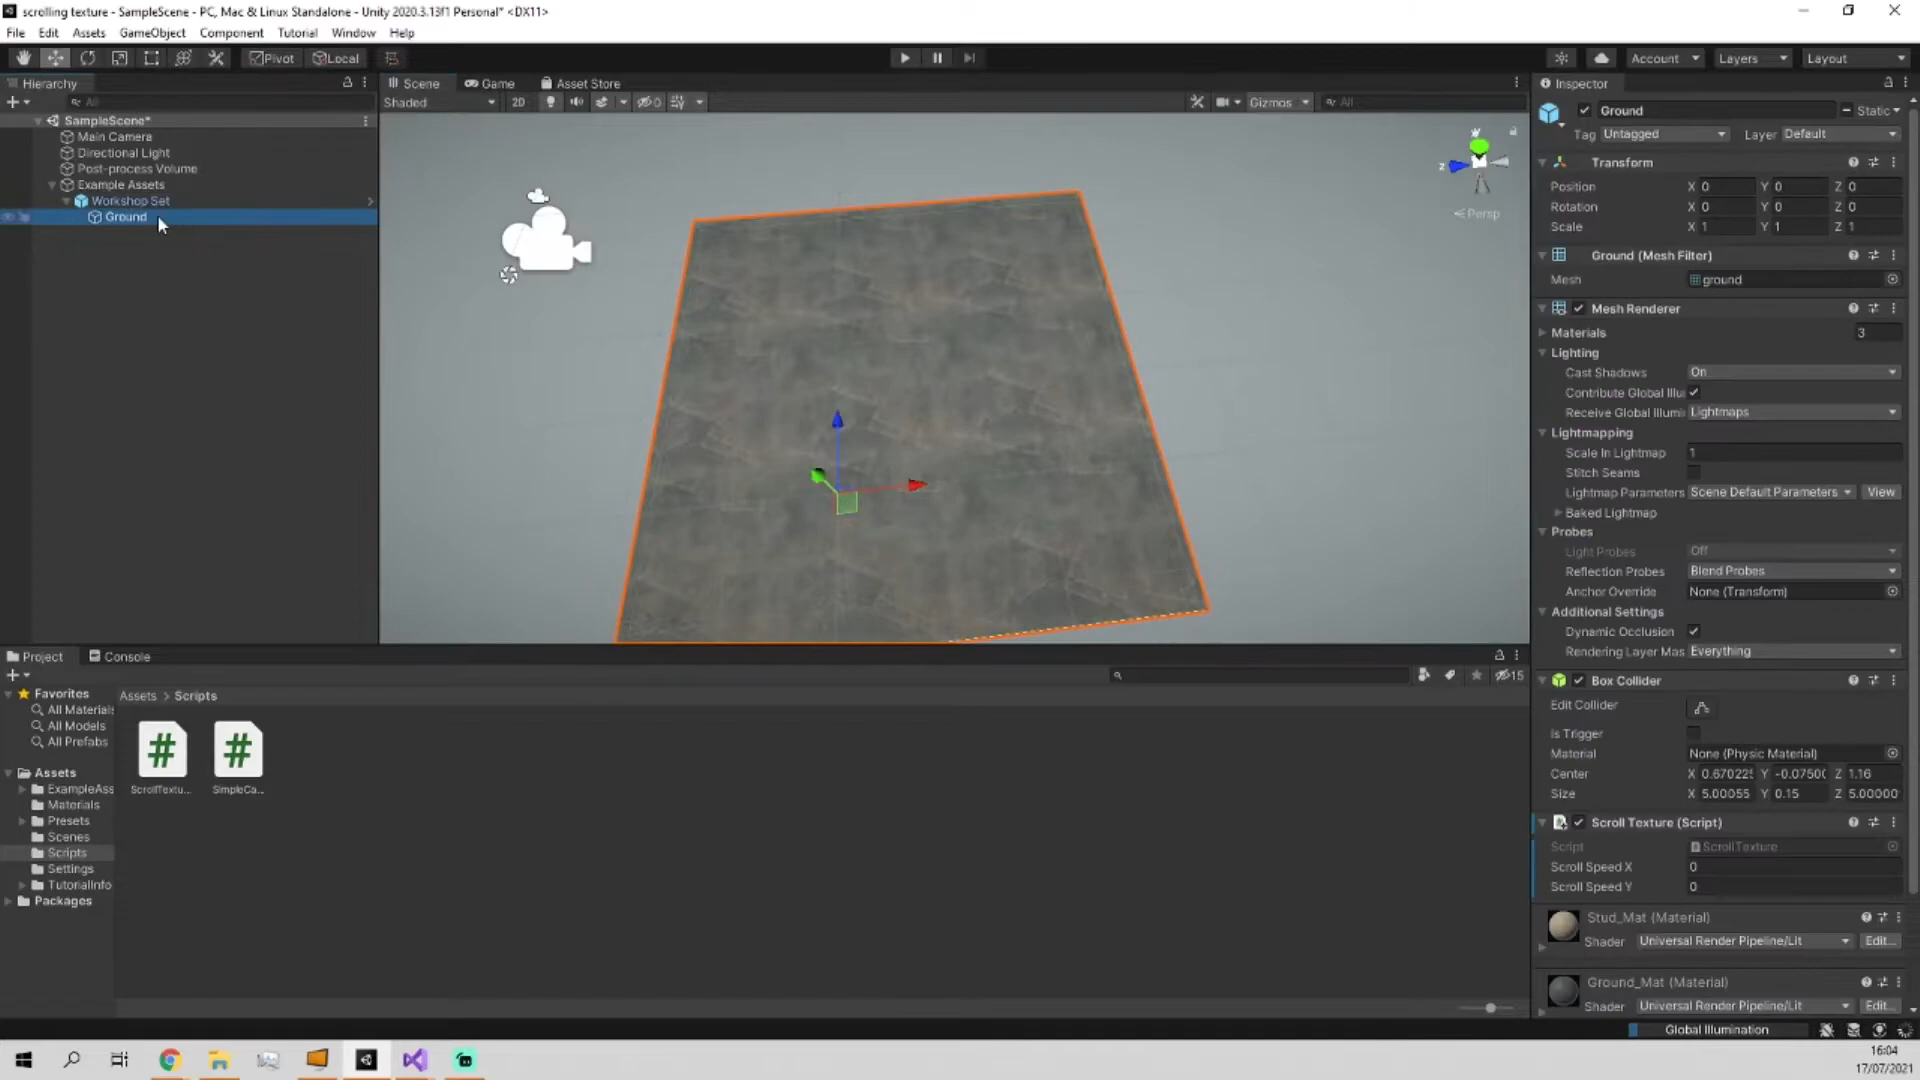 scrolling texture - SampleScene - PC, Mac & Linux Standalone - Unity 2020.3.13f1 Personal* <DX11>
File Edit Assets GameObject Component Tutorial Window Help
Pivot Local Account Layers Layout
Hierarchy
All
SampleScene*
Main Camera
Directional Light
Post-process Volume
Example Assets
Workshop Set
Ground
Scene Game Asset Store
Shaded 2D 0 Gizmos All
Z
Persp
Inspector
Ground Static
Tag Untagged Layer Default
Transform
Position X 0 Y 0 Z 0
Rotation X 0 Y 0 Z 0
Scale X 1 Y 1 Z 1
Ground (Mesh Filter)
Mesh ground
Mesh Renderer
Materials 3
Lighting
Cast Shadows On
Contribute Global Illu
Receive Global Illumi Lightmaps
Lightmapping
Scale In Lightmap 1
Stitch Seams
Lightmap Parameters Scene Default Parameters View
Baked Lightmap
Probes
Light Probes Off
Reflection Probes Blend Probes
Anchor Override None (Transform)
Additional Settings
Dynamic Occlusion
Rendering Layer Mas Everything
Box Collider
Edit Collider
Is Trigger
Material None (Physic Material)
Center X 0.670225 Y -0.0750( Z 1.16
Size X 5.00055 Y 0.15 Z 5.00000
Scroll Texture (Script)
Script ScrollTexture
Scroll Speed X 0
Scroll Speed Y 0
Stud_Mat (Material)
Shader Universal Render Pipeline/Lit Edit...
Ground_Mat (Material)
Shader Universal Render Pipeline/Lit Edit...
Project Console
15
Favorites
All Materials
All Models
All Prefabs
Assets
ExampleAss
Materials
Presets
Scenes
Scripts
Settings
TutorialInfo
Packages
Assets > Scripts
ScrollTextu...
SimpleCa...
Global Illumination
16:04
17/07/2021